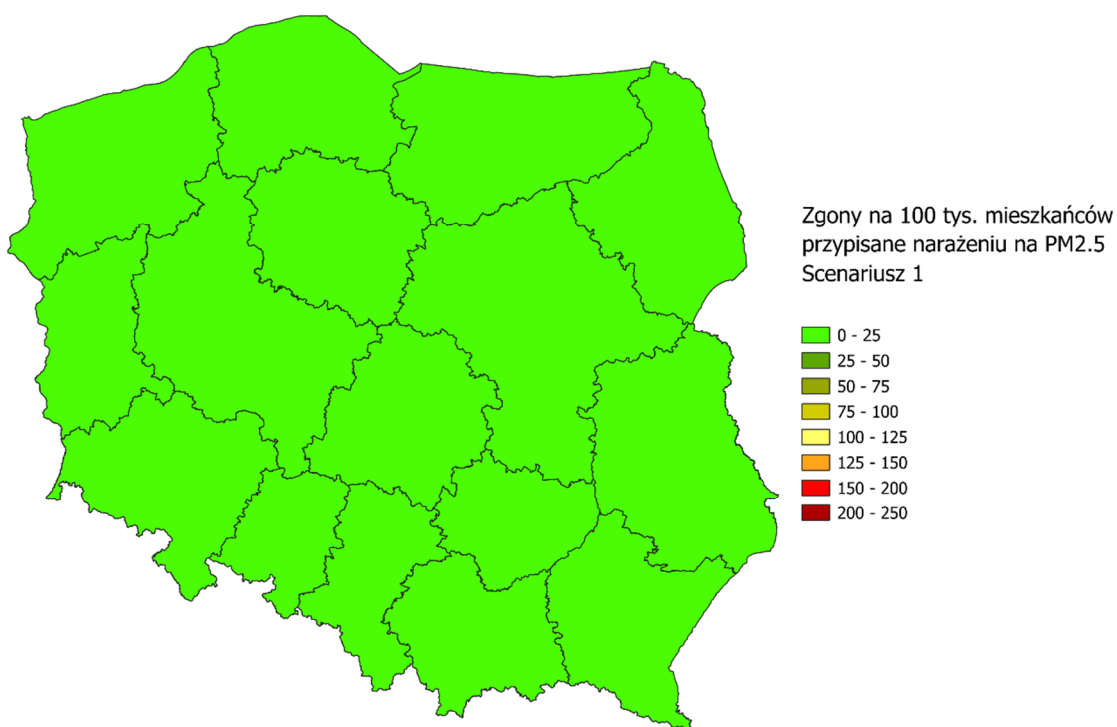 Zgony na 100 tys. mieszkańców
przypisane narażeniu na PM2.5
Scenariusz 1
0 - 25
25 - 50
50 - 75
75 - 100
100 - 125
125 - 150
150 - 200
200 - 250